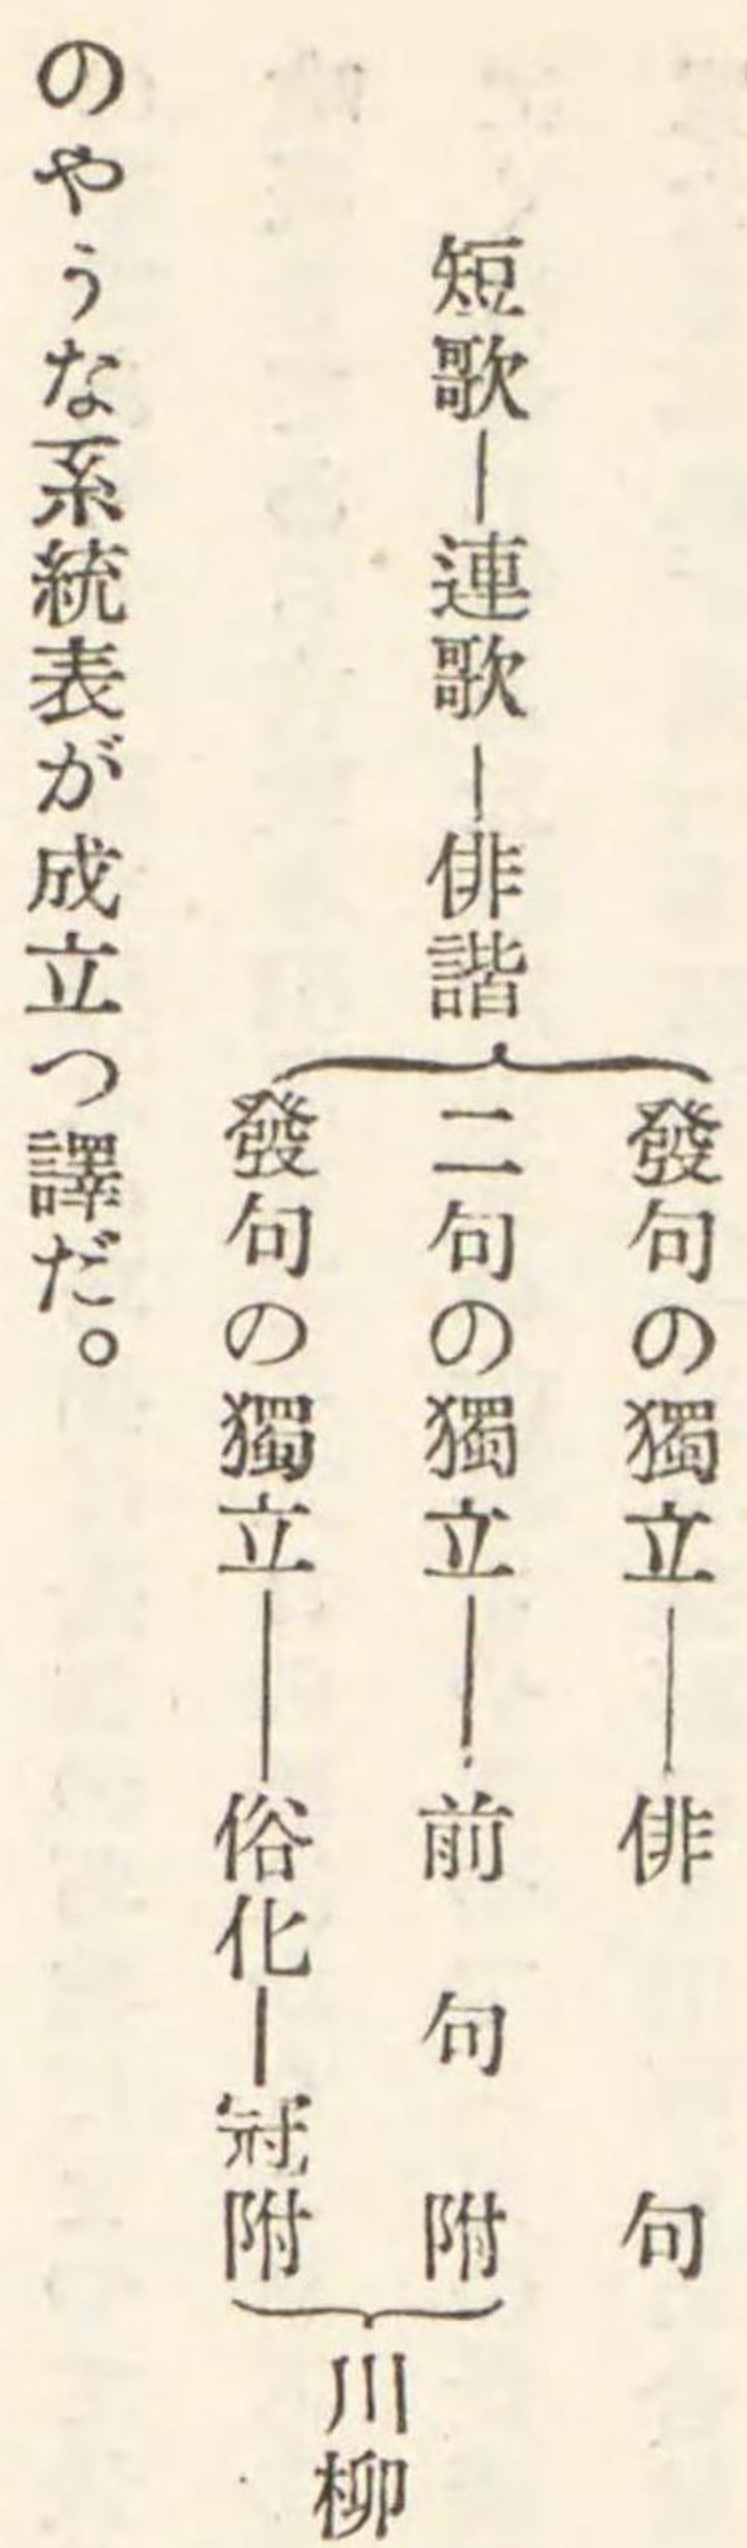 發句の獨立――俳句
短歌―連歌―俳諧
二句の獨立――前句附
發句の獨立――俗化―冠附
川柳
のやうな系統表が成立つ譯だ。